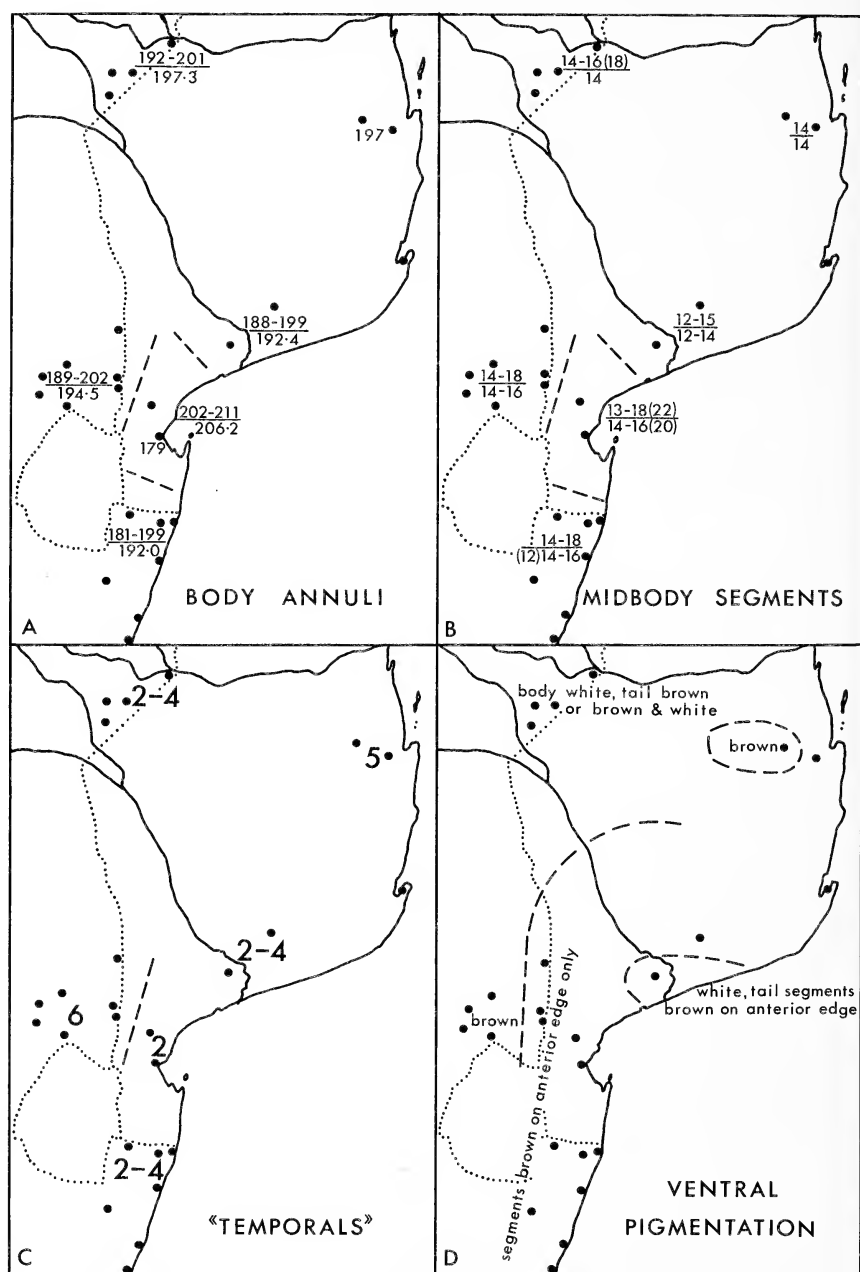 192-201
197·3
197
188-199
192·4
189-202
194·5
202-211
206·2
179
181-199
192·0
BODY ANNULI
A
14-16(18)
14
14
14
12-15
12-14
14-18
14-16
13-18(22)
14-16(20)
14-18
(12)14-16
MIDBODY SEGMENTS
B
2-4
5
2-4
6
2
2-4
«TEMPORALS»
C
body white, tail brown
or brown & white
brown
white, tail segments
brown on anterior edge
brown
segments brown on anterior edge only
VENTRAL
PIGMENTATION
D